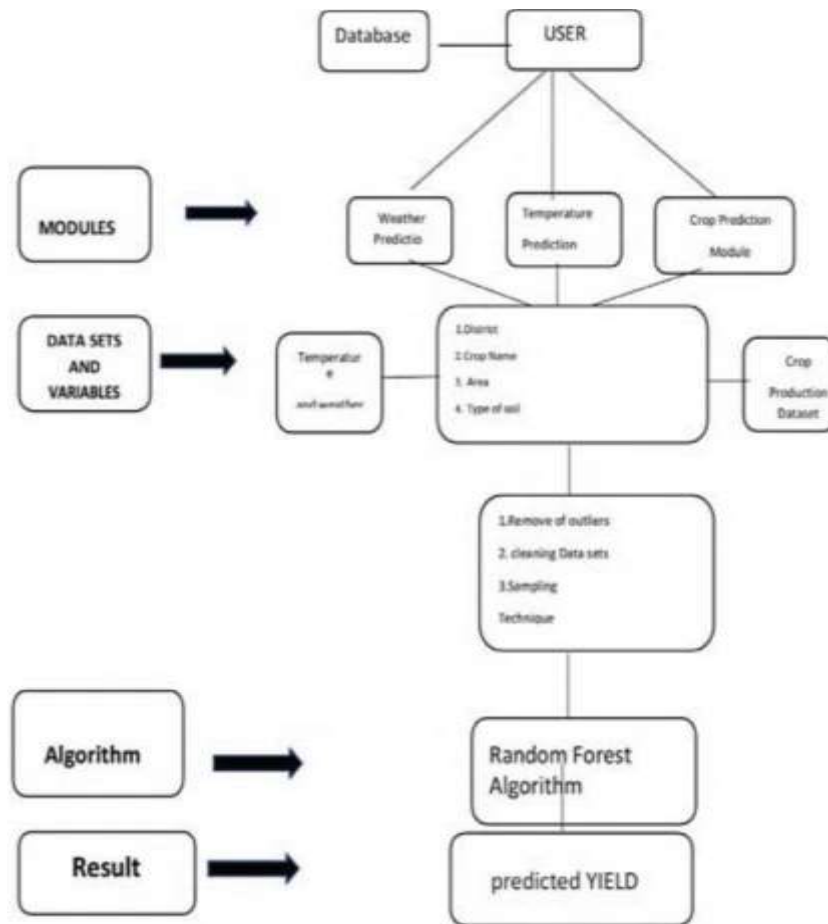 Database
USER
MODULES
Weather
Predictio
Temperature
Prediction
Crop Prediction
Module
DATA SETS
AND
VARIABLES
Temperatur
e
and weather
1.District
2.Crop Name
3. Area
4. Type of soil
Crop
Production
Dataset
1.Remove of outliers
2. cleaning Data sets
3.Sampling
Technique
Algorithm
Random Forest
Algorithm
Result
predicted YIELD